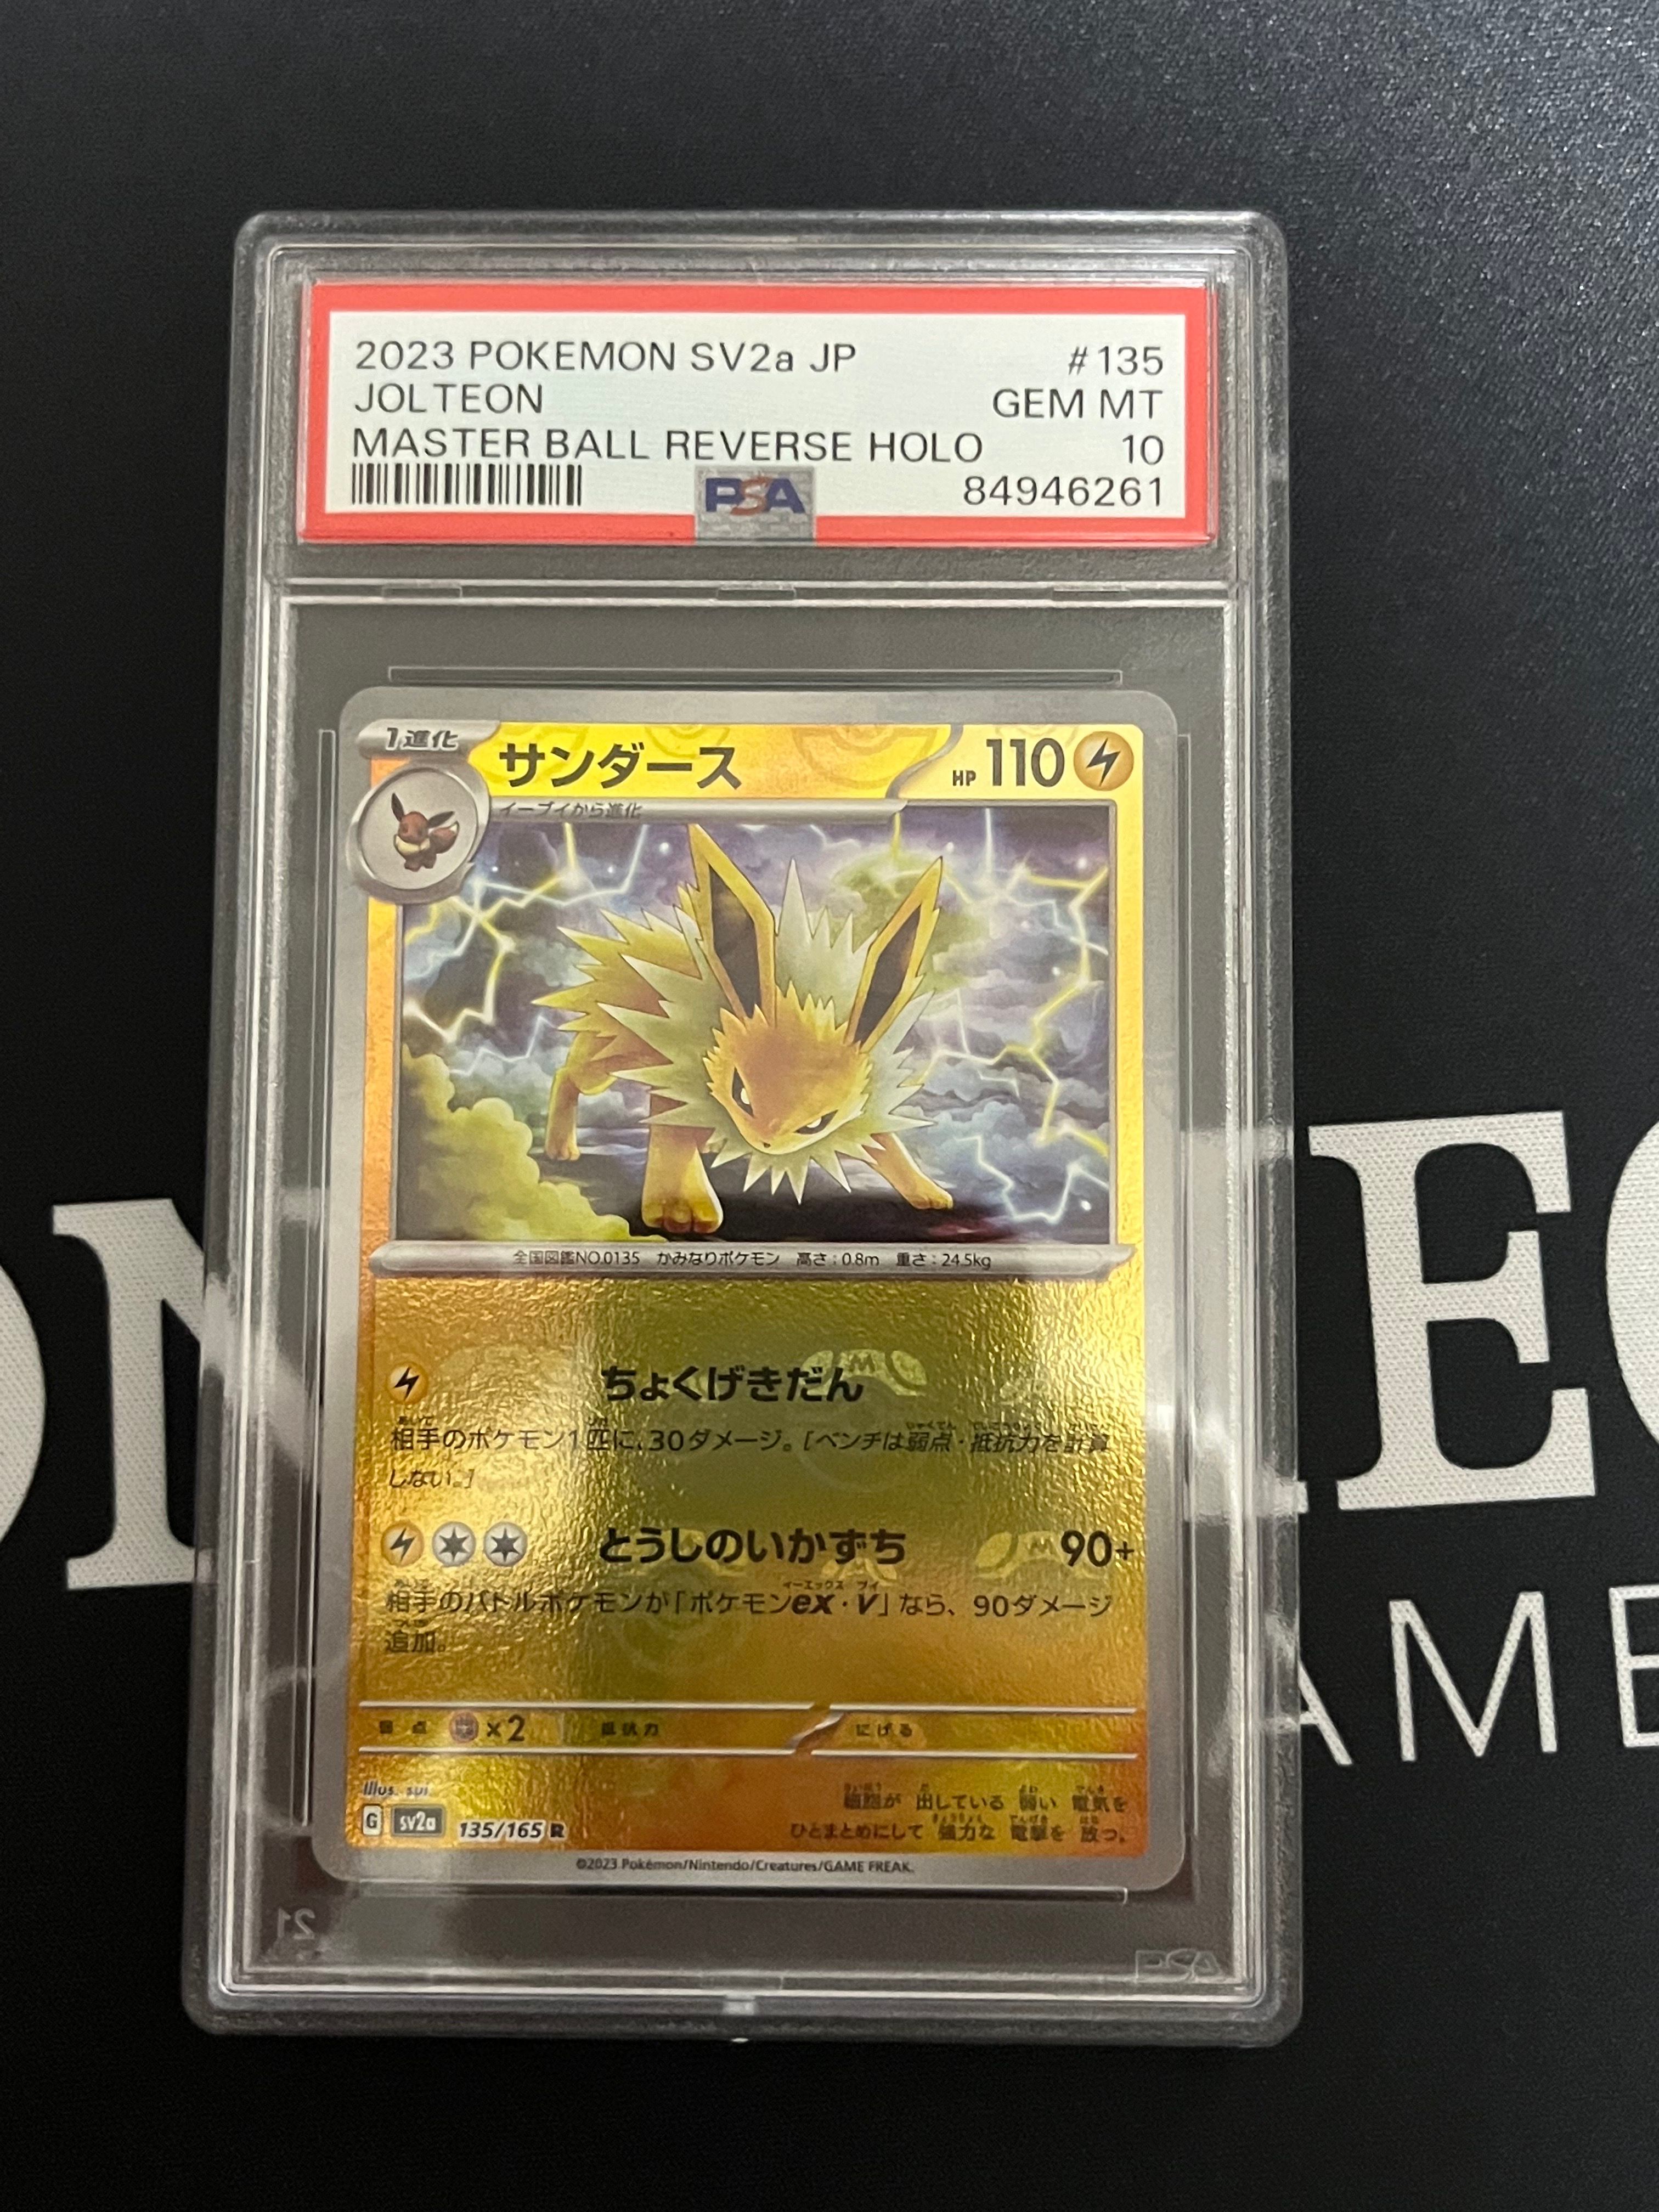 2023 POKEMON SV2a JP #135
JOLTEON GEM MT
MASTER BALL REVERSE HOLO 10
PSA 84946261
1進化 サンダース HP 110
イーブイから進化
全国図鑑NO.0135 かみなりポケモン 高さ:0.8m 重さ:24.5kg
ちょくげきだん
相手のポケモン1匹に、30ダメージ。[ベンチは弱点・抵抗力を計算
しない。]
とうしのいかずち 90+
相手のバトルポケモンが「ポケモンex・V」なら、90ダメージ
追加。
弱点 ×2 抵抗力 にげる
Illus. sui
細胞が 出している 弱い 電気を
G sv2a 135/165 R ひとまとめにして 強力な 電撃を 放つ。
©2023 Pokémon/Nintendo/Creatures/GAME FREAK.
21 PSA